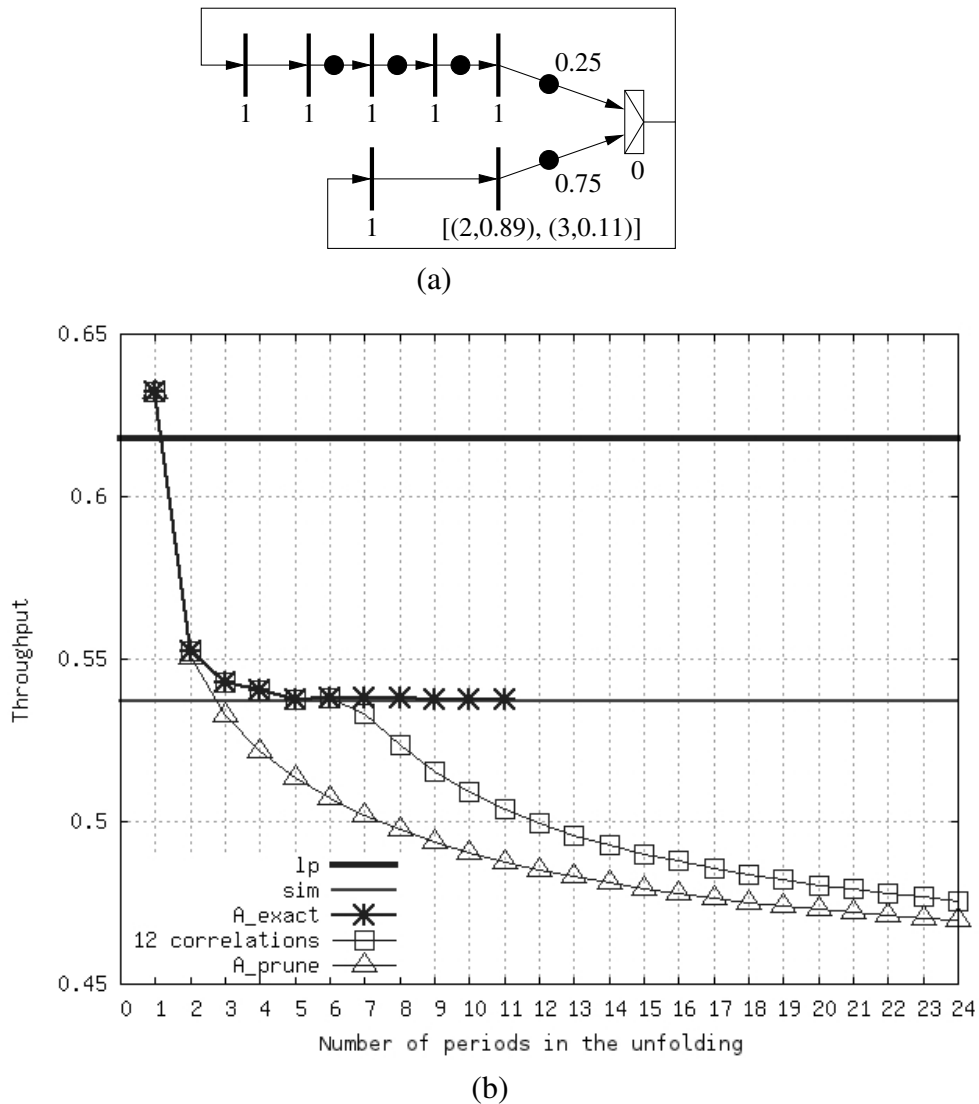 0.25
1 1 1 1 1
0
0.75
1 [(2,0.89), (3,0.11)]
(a)
0.65
0.6
0.55
0.5
0.45
Throughput
lp
sim
A_exact
12 correlations
A_prune
0 1 2 3 4 5 6 7 8 9 10 11 12 13 14 15 16 17 18 19 20 21 22 23 24
Number of periods in the unfolding
(b)